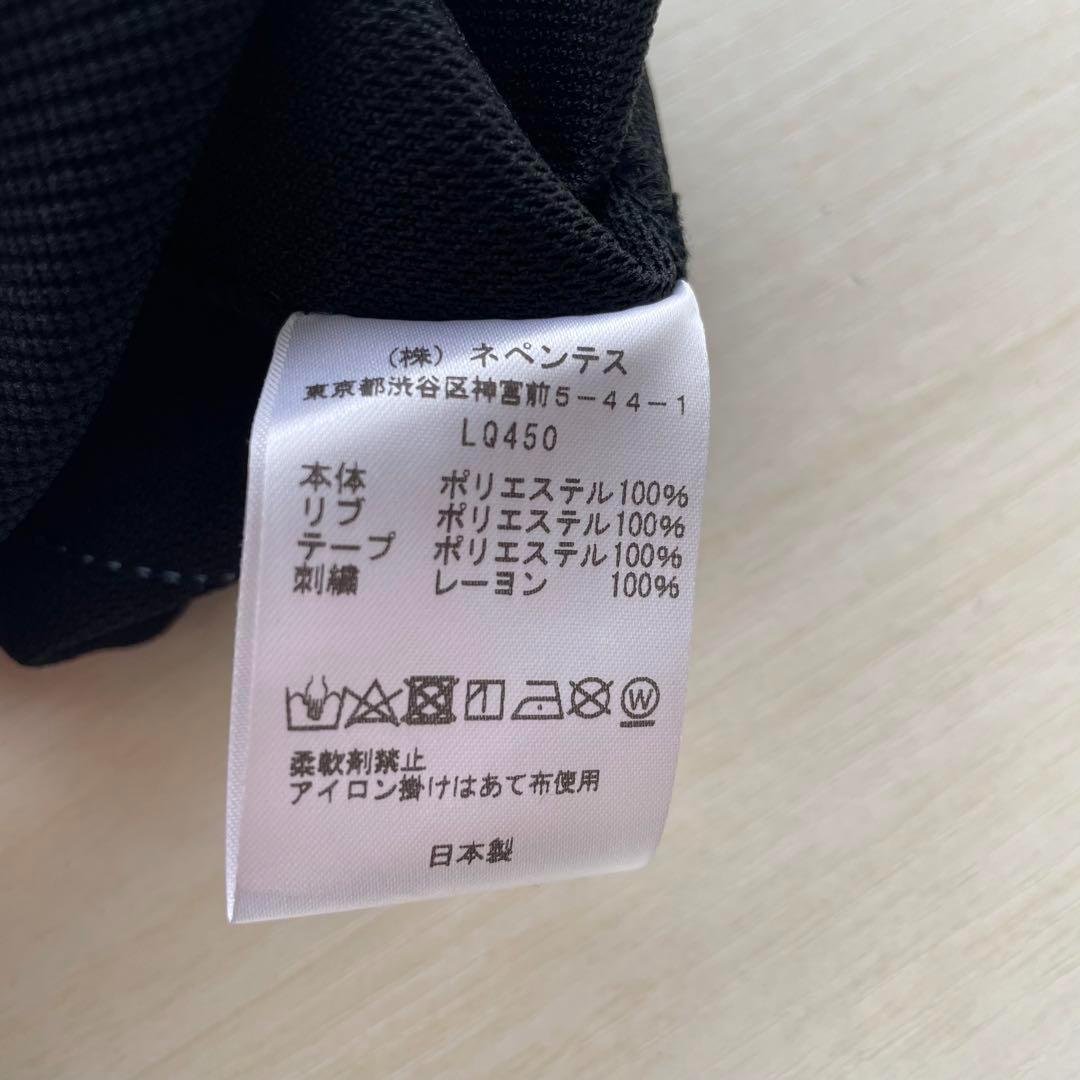 (株) ネペンテス
東京都渋谷区神宮前5-44-1
LQ450
本体 ポリエステル100%
リブ ポリエステル100%
テープ ポリエステル100%
刺繍 レーヨン 100%
W
柔軟剤禁止
アイロン掛けはあて布使用
日本製